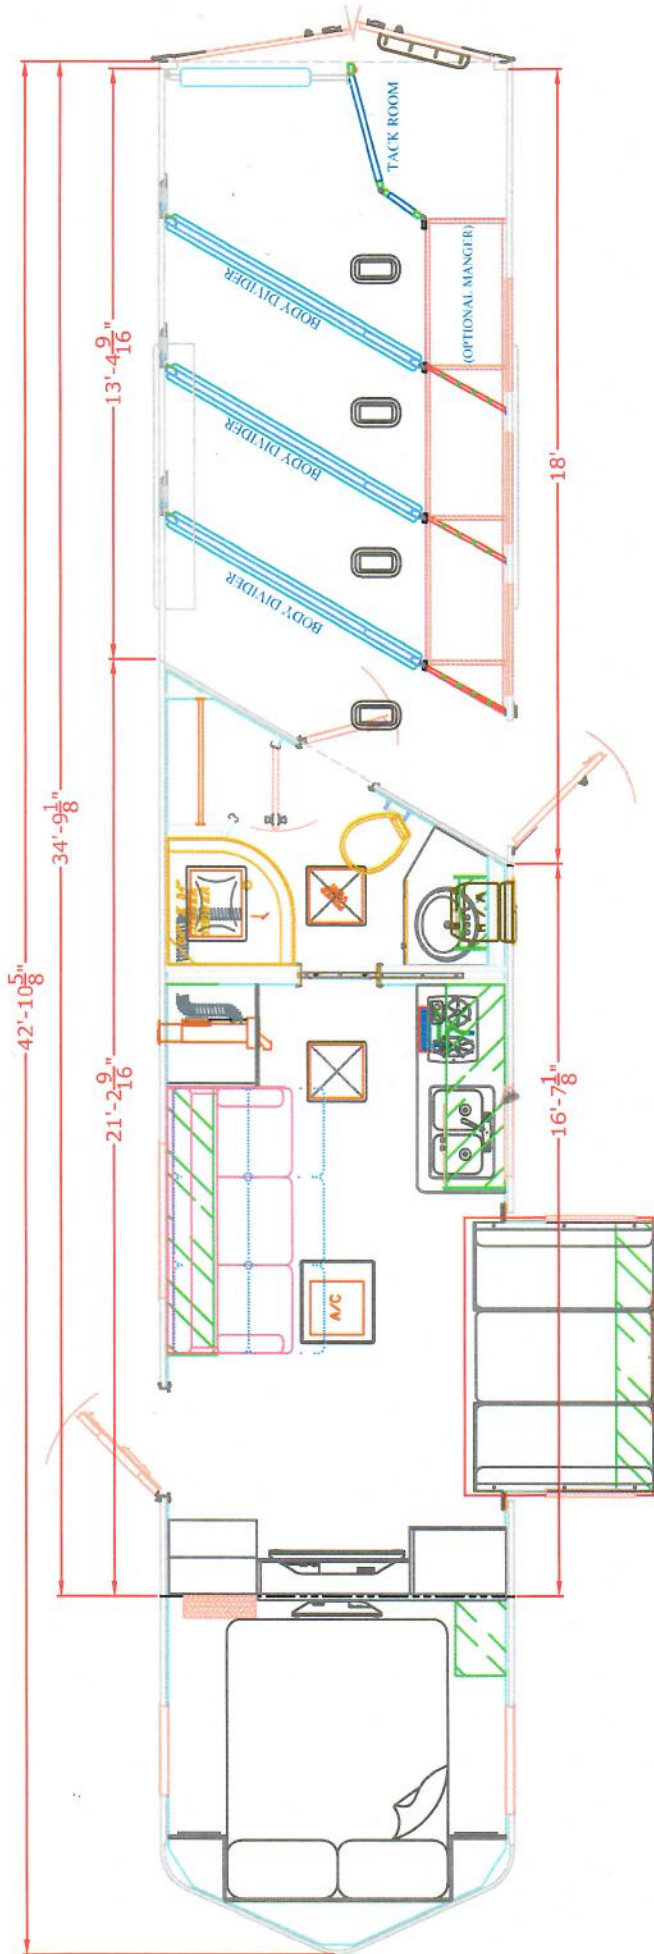 TACK ROOM
(OPTIONAL MANGER)
BODY DIVIDER
BODY DIVIDER
BODY DIVIDER
13'-4 9/16"
18'
34'-9 1/8"
42'-10 5/8"
21'-2 9/16"
16'-7 1/8"
A/C